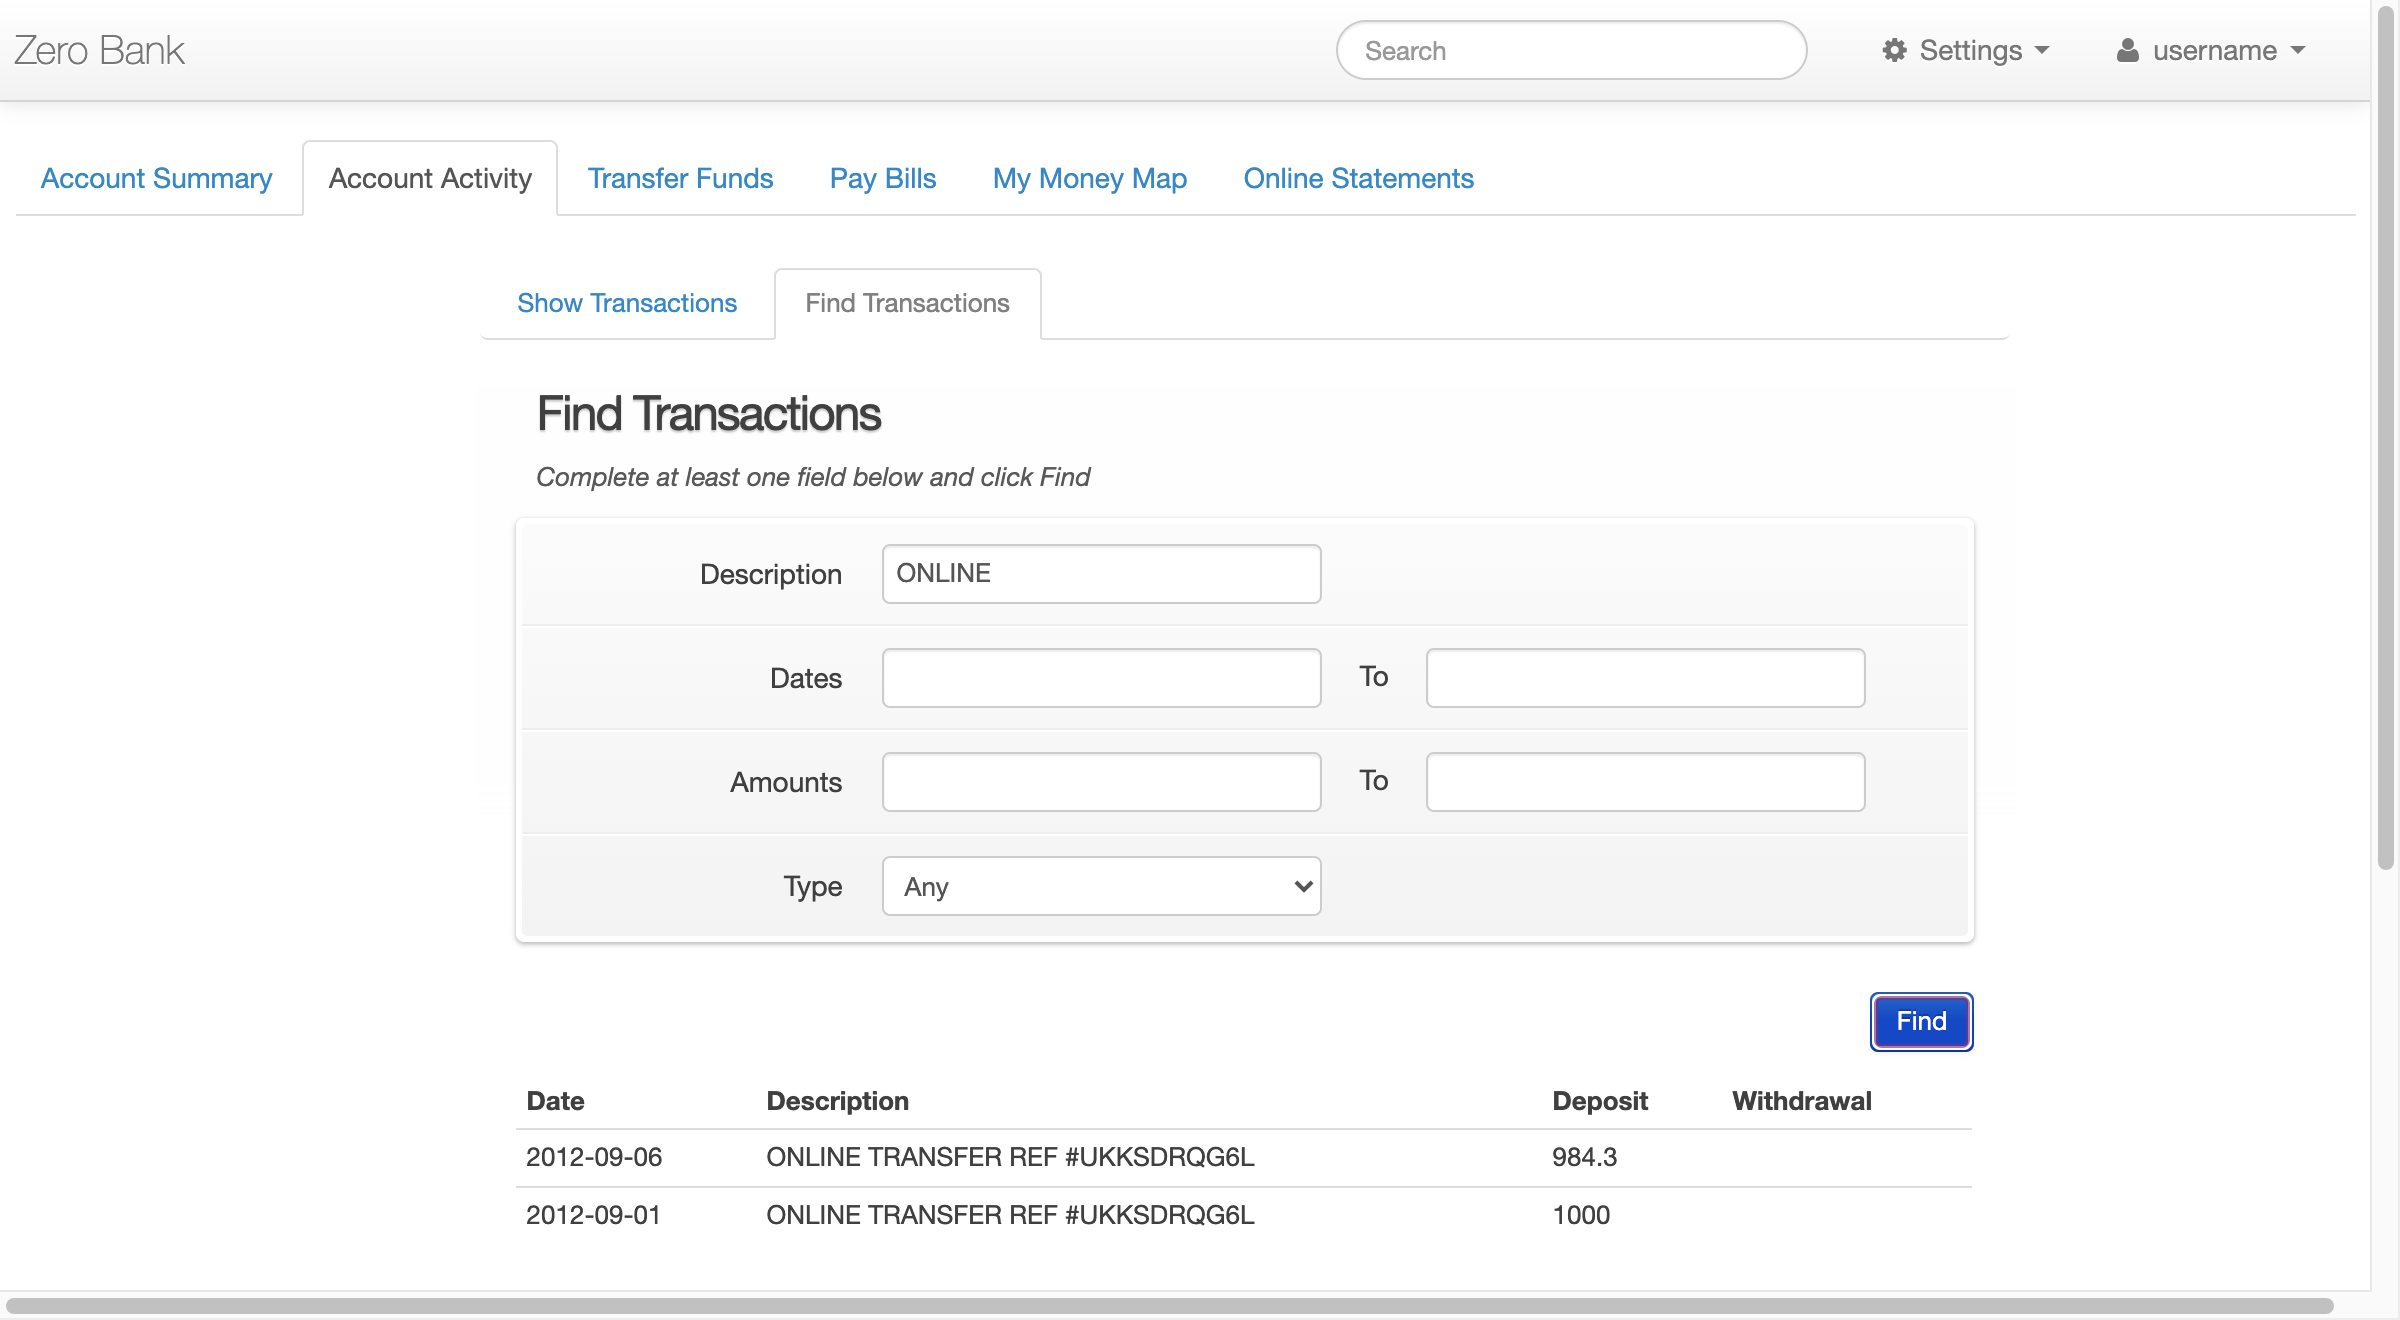 Zero Bank
Search
Settings
username
Account Summary
Account Activity
Transfer Funds
Pay Bills
My Money Map
Online Statements
Show Transactions
Find Transactions
Find Transactions
Complete at least one field below and click Find
Description
ONLINE
Dates
To
Amounts
To
Type
Any
Find
Date Description Deposit Withdrawal
2012-09-06 ONLINE TRANSFER REF #UKKSDRQG6L 984.3
2012-09-01 ONLINE TRANSFER REF #UKKSDRQG6L 1000